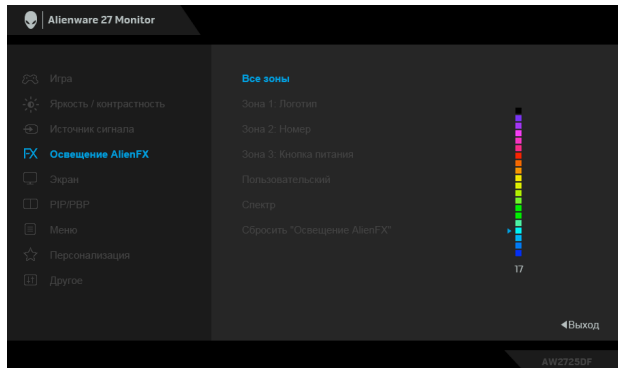 Alienware 27 Monitor
Игра
Яркость / контрастность
Источник сигнала
FX Освещение AlienFX
Экран
PIP/PBP
Меню
Персонализация
Другое
Все зоны
Зона 1: Логотип
Зона 2: Номер
Зона 3: Кнопка питания
Пользовательский
Спектр
Сбросить "Освещение AlienFX"
17
Выход
AW2725DF